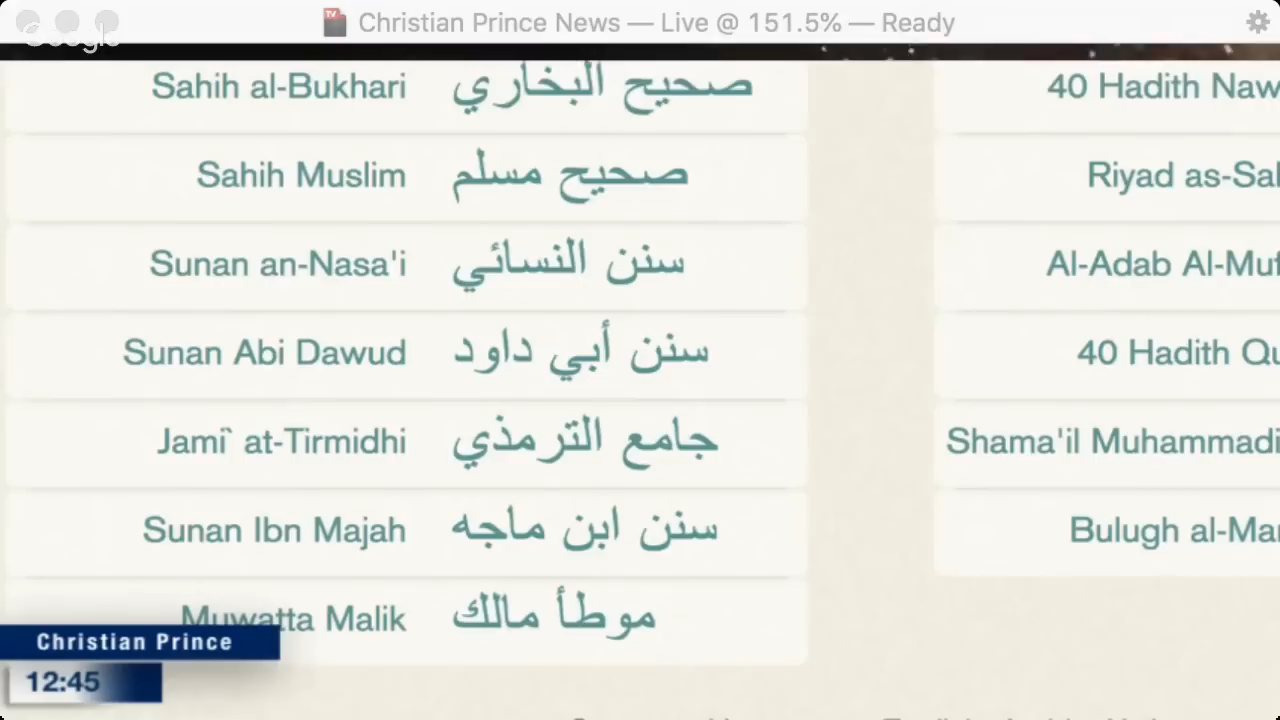 Christian Prince News — Live @ 151.5% — Ready
Google
Sahih al-Bukhari صحيح البخاري
40 Hadith Naw
Sahih Muslim صحيح مسلم
Riyad as-Sal
Sunan an-Nasa'i سنن النسائي
Al-Adab Al-Muf
Sunan Abi Dawud سنن أبي داود
40 Hadith Qu
Jami` at-Tirmidhi جامع الترمذي
Shama'il Muhammadi
Sunan Ibn Majah سنن ابن ماجه
Bulugh al-Mar
Muwatta Malik موطأ مالك
Christian Prince
12:45